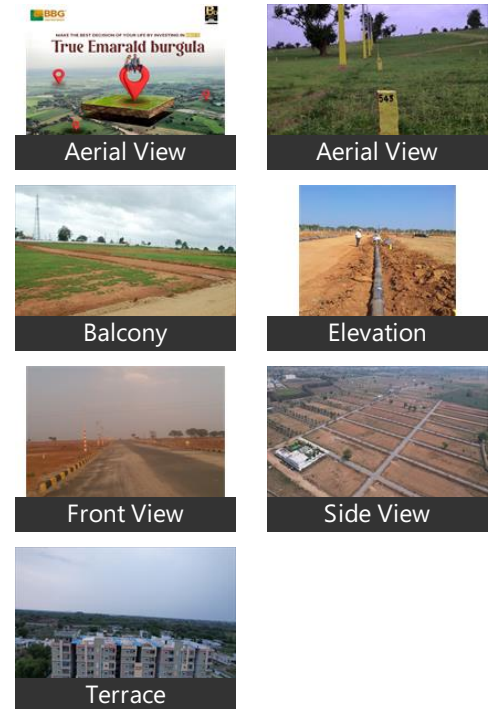 BBG
MAKE THE BEST DECISION OF YOUR LIFE BY INVESTING IN
True Emarald burgula
Aerial View
543
Aerial View
Balcony
Elevation
Front View
Side View
Terrace